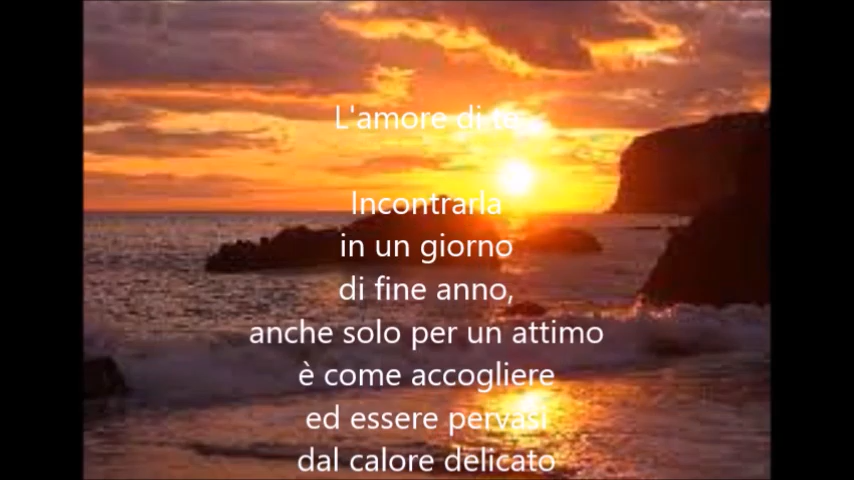 L'amore di te
Incontrarla
in un giorno
di fine anno,
anche solo per un attimo
è come accogliere
ed essere pervasi
dal calore delicato